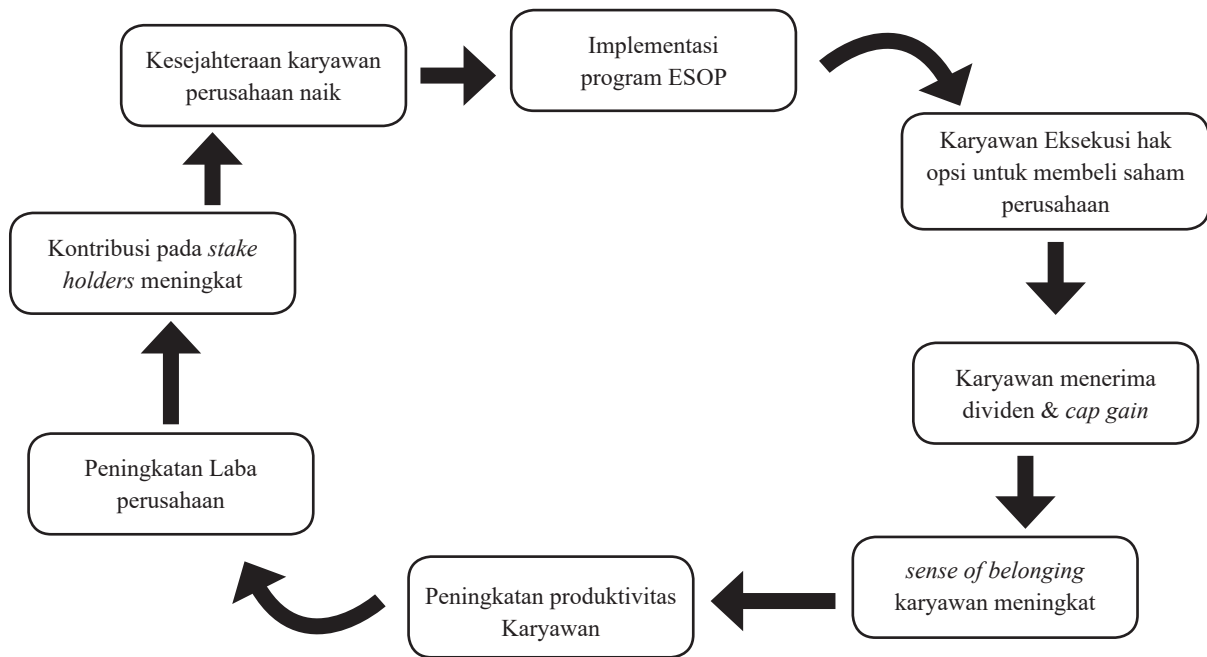 Kesejahteraan karyawan
perusahaan naik
Implementasi
program ESOP
Karyawan Eksekusi hak
opsi untuk membeli saham
perusahaan
Karyawan menerima
dividen & cap gain
sense of belonging
karyawan meningkat
Peningkatan produktivitas
Karyawan
Peningkatan Laba
perusahaan
Kontribusi pada stake
holders meningkat